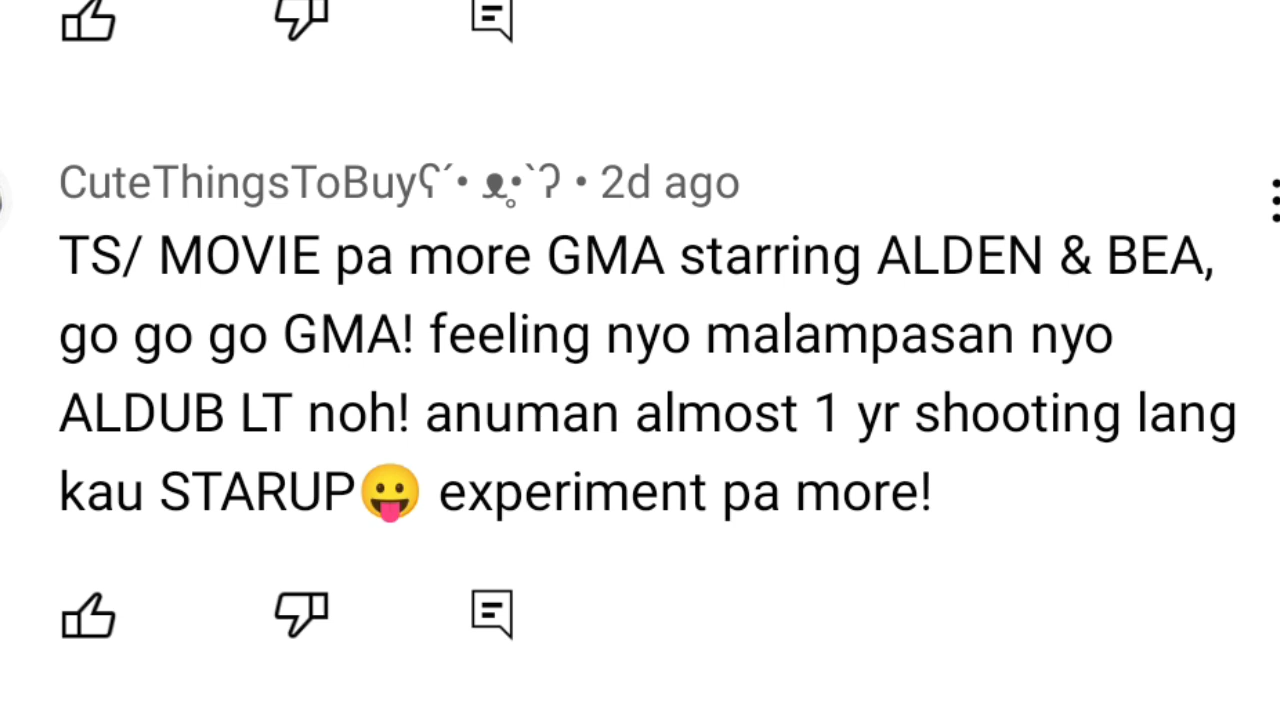 CuteThingsToBuyʕ´• ᴥ•̥`ʔ • 2d ago
TS/ MOVIE pa more GMA starring ALDEN & BEA,
go go go GMA! feeling nyo malampasan nyo
ALDUB LT noh! anuman almost 1 yr shooting lang
kau STARUP😛 experiment pa more!